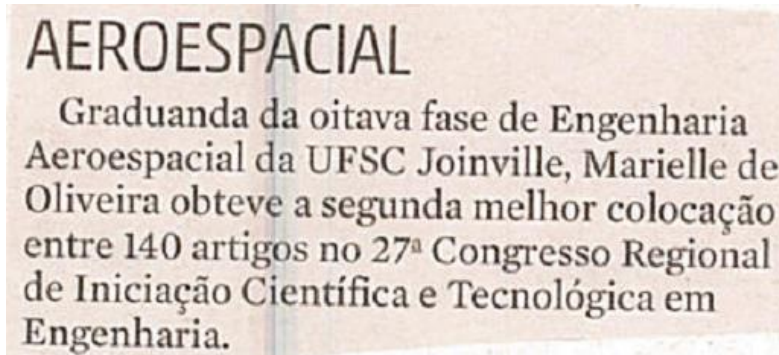 AEROESPACIAL
Graduanda da oitava fase de Engenharia
Aeroespacial da UFSC Joinville, Marielle de
Oliveira obteve a segunda melhor colocação
entre 140 artigos no 27ª Congresso Regional
de Iniciação Científica e Tecnológica em
Engenharia.